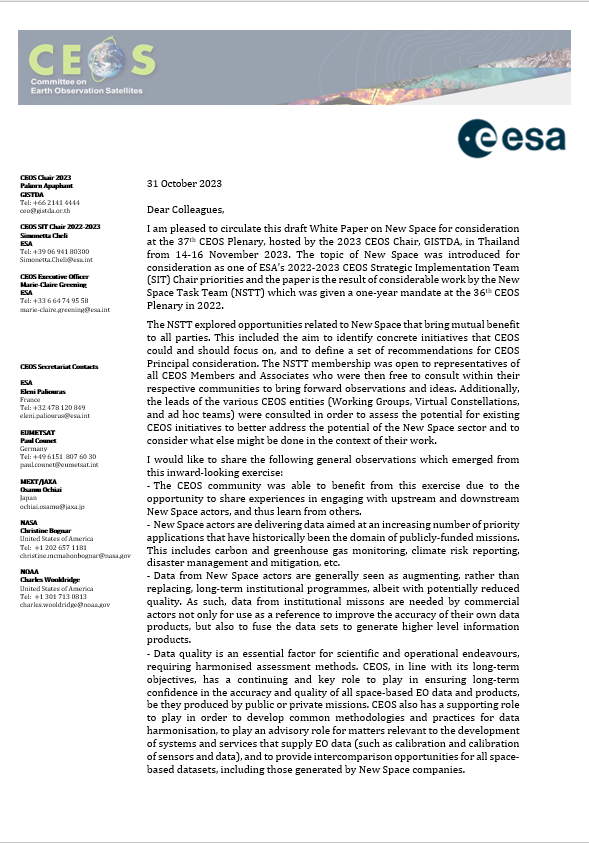 CEOS
Committee on
Earth Observation Satellites
esa
CEOS Chair 2023
Pakorn Apaphant
GISTDA
Tel: +66 2141 4444
ceo@gistda.or.th
CEOS SIT Chair 2022-2023
Simonetta Cheli
ESA
Tel: +39 06 941 80300
Simonetta.Cheli@esa.int
CEOS Executive Officer
Marie-Claire Greening
ESA
Tel: +33 6 64 74 95 58
marie-claire.greening@esa.int
CEOS Secretariat Contacts
ESA
Eleni Paliouras
France
Tel: +32 478 120 849
eleni.paliouras@esa.int
EUMETSAT
Paul Counet
Germany
Tel: +49 6151 807 60 30
paul.counet@eumetsat.int
MEXT/JAXA
Osamu Ochiai
Japan
ochiai.osamu@jaxa.jp
NASA
Christine Bognar
United States of America
Tel: +1 202 657 1181
christine.mcmahonbognar@nasa.gov
NOAA
Charles Wooldridge
United States of America
Tel: +1 301 713 0813
charles.wooldridge@noaa.gov
31 October 2023
Dear Colleagues,
I am pleased to circulate this draft White Paper on New Space for consideration
at the 37th CEOS Plenary, hosted by the 2023 CEOS Chair, GISTDA, in Thailand
from 14-16 November 2023. The topic of New Space was introduced for
consideration as one of ESA's 2022-2023 CEOS Strategic Implementation Team
(SIT) Chair priorities and the paper is the result of considerable work by the New
Space Task Team (NSTT) which was given a one-year mandate at the 36th CEOS
Plenary in 2022.
The NSTT explored opportunities related to New Space that bring mutual benefit
to all parties. This included the aim to identify concrete initiatives that CEOS
could and should focus on, and to define a set of recommendations for CEOS
Principal consideration. The NSTT membership was open to representatives of
all CEOS Members and Associates who were then free to consult within their
respective communities to bring forward observations and ideas. Additionally,
the leads of the various CEOS entities (Working Groups, Virtual Constellations,
and ad hoc teams) were consulted in order to assess the potential for existing
CEOS initiatives to better address the potential of the New Space sector and to
consider what else might be done in the context of their work.
I would like to share the following general observations which emerged from
this inward-looking exercise:
- The CEOS community was able to benefit from this exercise due to the
opportunity to share experiences in engaging with upstream and downstream
New Space actors, and thus learn from others.
- New Space actors are delivering data aimed at an increasing number of priority
applications that have historically been the domain of publicly-funded missions.
This includes carbon and greenhouse gas monitoring, climate risk reporting,
disaster management and mitigation, etc.
- Data from New Space actors are generally seen as augmenting, rather than
replacing, long-term institutional programmes, albeit with potentially reduced
quality. As such, data from institutional missons are needed by commercial
actors not only for use as a reference to improve the accuracy of their own data
products, but also to fuse the data sets to generate higher level information
products.
- Data quality is an essential factor for scientific and operational endeavours,
requiring harmonised assessment methods. CEOS, in line with its long-term
objectives, has a continuing and key role to play in ensuring long-term
confidence in the accuracy and quality of all space-based EO data and products,
be they produced by public or private missions. CEOS also has a supporting role
to play in order to develop common methodologies and practices for data
harmonisation, to play an advisory role for matters relevant to the development
of systems and services that supply EO data (such as calibration and calibration
of sensors and data), and to provide intercomparison opportunities for all space-
based datasets, including those generated by New Space companies.